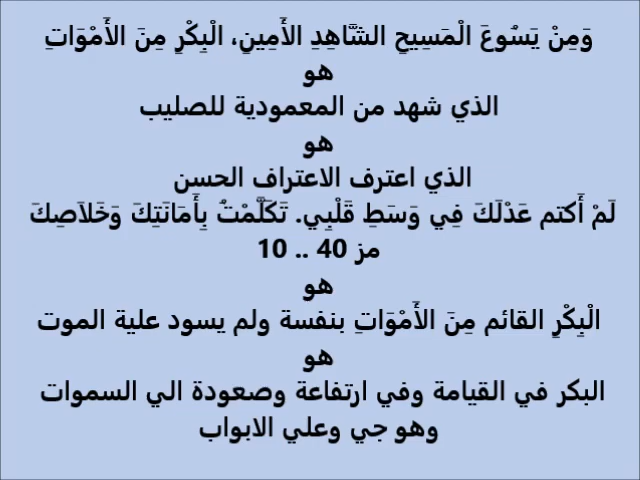 وَمِنْ يَسُوعَ الْمَسِيحِ الشَّاهِدِ الأَمِينِ، الْبِكْرِ مِنَ الأَمْوَاتِ
هو
الذي شهد من المعمودية للصليب
هو
الذي اعترف الاعتراف الحسن
لَمْ أَكتم عَدْلَكَ فِي وَسَطِ قَلْبِي. تَكَلَّمْتُ بِأَمَانَتِكَ وَخَلاَصِكَ
مز 40 .. 10
هو
الْبِكْرِ القائم مِنَ الأَمْوَاتِ بنفسة ولم يسود علية الموت
هو
البكر في القيامة وفي ارتفاعة وصعودة الي السموات
وهو جي وعلي الابواب